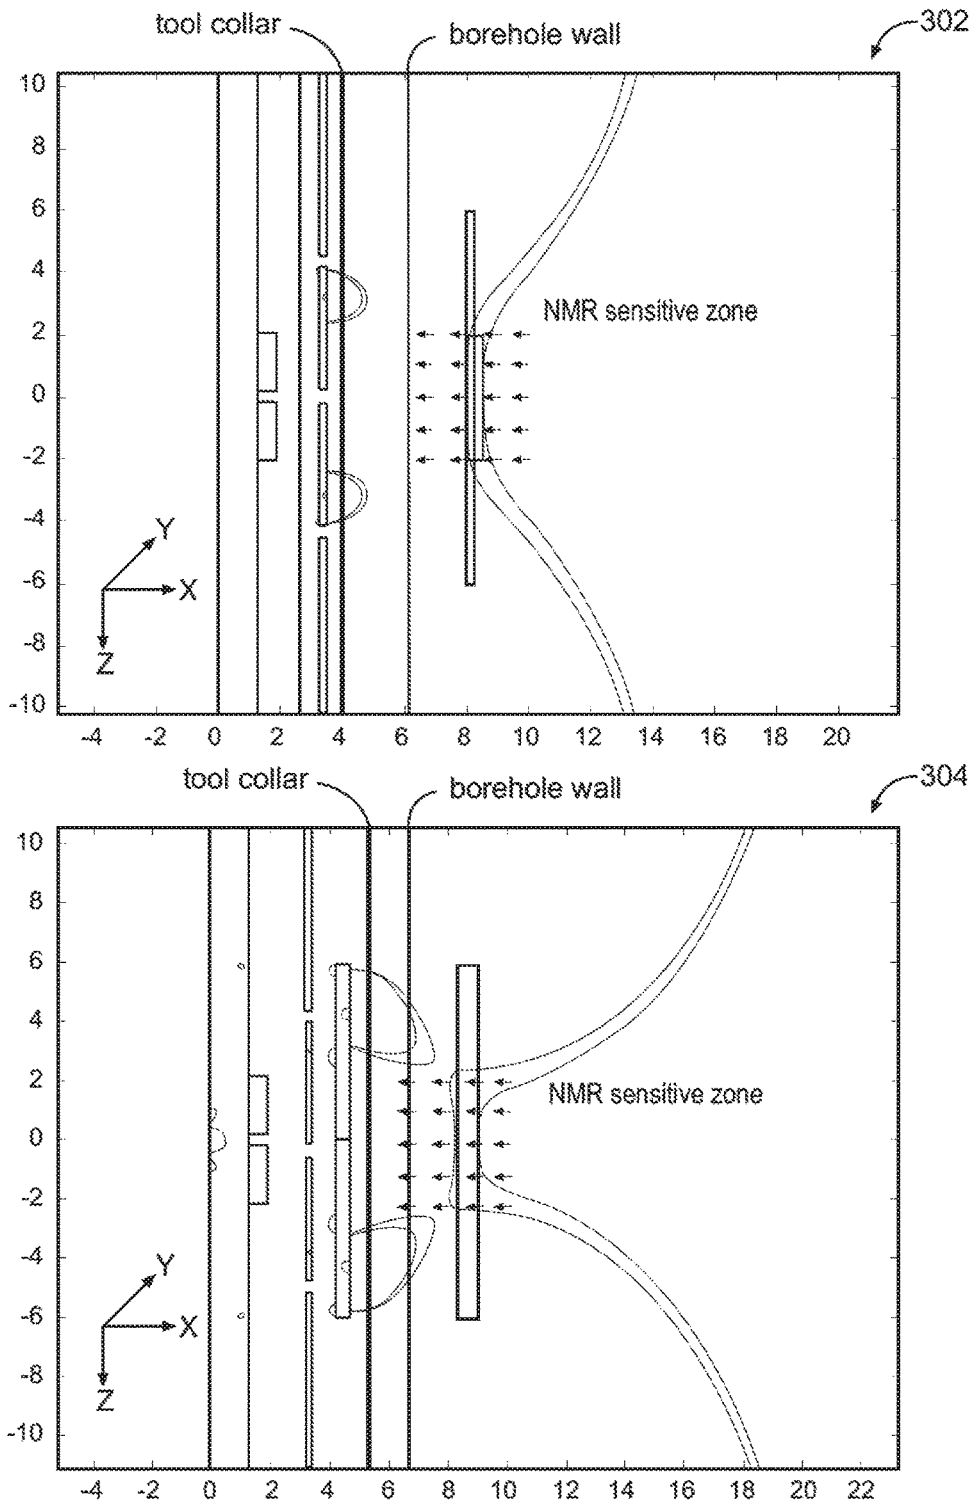 tool collar
borehole wall
302
10
8
6
4
2
0
-2
-4
-6
-8
-10
NMR sensitive zone
Y
X
Z
-4 -2 0 2 4 6 8 10 12 14 16 18 20
tool collar
borehole wall
304
10
8
6
4
2
0
-2
-4
-6
-8
-10
NMR sensitive zone
Y
X
Z
-4 -2 0 2 4 6 8 10 12 14 16 18 20 22